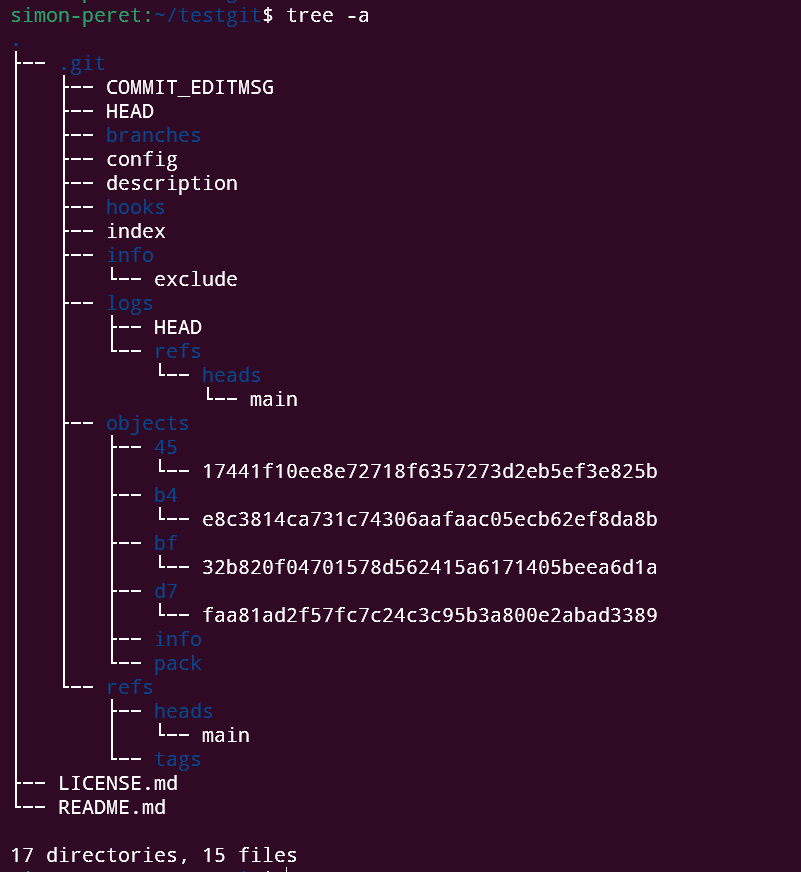 simon-peret:~/testgit$ tree -a
.
├── .git
│   ├── COMMIT_EDITMSG
│   ├── HEAD
│   ├── branches
│   ├── config
│   ├── description
│   ├── hooks
│   ├── index
│   ├── info
│   │   └── exclude
│   ├── logs
│   │   ├── HEAD
│   │   └── refs
│   │       └── heads
│   │           └── main
│   ├── objects
│   │   ├── 45
│   │   │   └── 17441f10ee8e72718f6357273d2eb5ef3e825b
│   │   ├── b4
│   │   │   └── e8c3814ca731c74306aafaac05ecb62ef8da8b
│   │   ├── bf
│   │   │   └── 32b820f04701578d562415a6171405beea6d1a
│   │   ├── d7
│   │   │   └── faa81ad2f57fc7c24c3c95b3a800e2abad3389
│   │   ├── info
│   │   └── pack
│   └── refs
│       ├── heads
│       │   └── main
│       └── tags
├── LICENSE.md
└── README.md
17 directories, 15 files